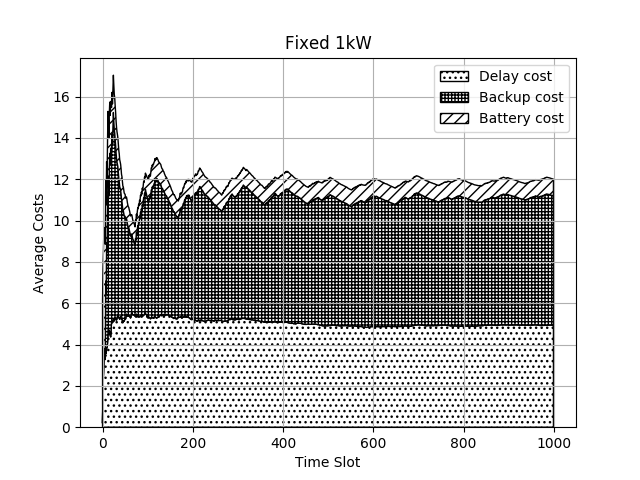 Fixed 1kW
Delay cost
Backup cost
Battery cost
16
14
12
10
8
6
4
2
0
Average Costs
0 200 400 600 800 1000
Time Slot